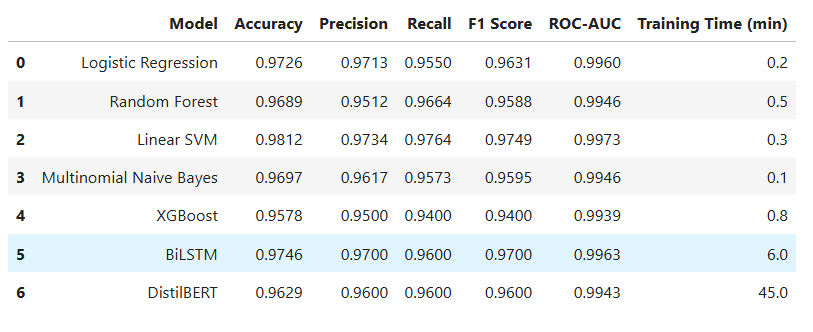 Model Accuracy Precision Recall F1 Score ROC-AUC Training Time (min)
0 Logistic Regression 0.9726 0.9713 0.9550 0.9631 0.9960 0.2
1 Random Forest 0.9689 0.9512 0.9664 0.9588 0.9946 0.5
2 Linear SVM 0.9812 0.9734 0.9764 0.9749 0.9973 0.3
3 Multinomial Naive Bayes 0.9697 0.9617 0.9573 0.9595 0.9946 0.1
4 XGBoost 0.9578 0.9500 0.9400 0.9400 0.9939 0.8
5 BiLSTM 0.9746 0.9700 0.9600 0.9700 0.9963 6.0
6 DistilBERT 0.9629 0.9600 0.9600 0.9600 0.9943 45.0